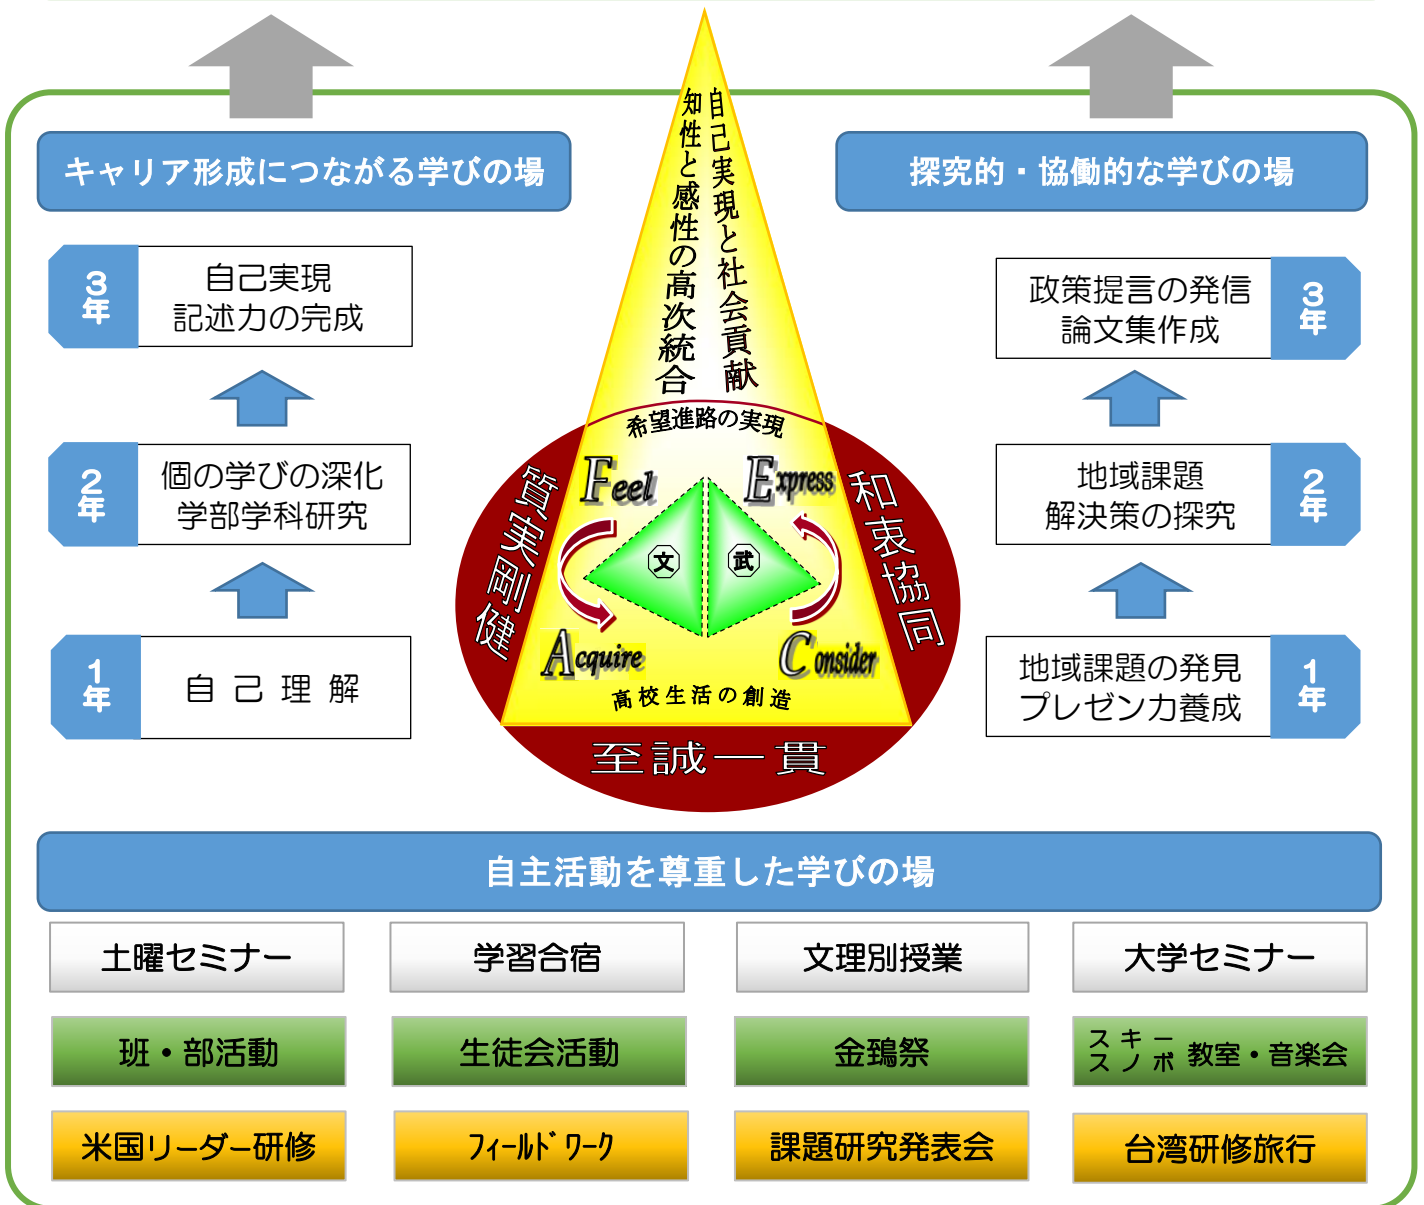 キャリア形成につながる学びの場
3年
自己実現
記述力の完成
2年
個の学びの深化
学部学科研究
1年
自己理解
自己実現と社会貢献
知性と感性の高次統合
希望進路の実現
Feel
Express
文
武
Acquire
Consider
高校生活の創造
質実剛健
和衷協同
至誠一貫
探究的・協働的な学びの場
政策提言の発信
論文集作成
3年
地域課題
解決策の探究
2年
地域課題の発見
プレゼン力養成
1年
自主活動を尊重した学びの場
土曜セミナー
学習合宿
文理別授業
大学セミナー
班・部活動
生徒会活動
金鵄祭
スキー
スノボ 教室・音楽会
米国リーダー研修
フィールドワーク
課題研究発表会
台湾研修旅行